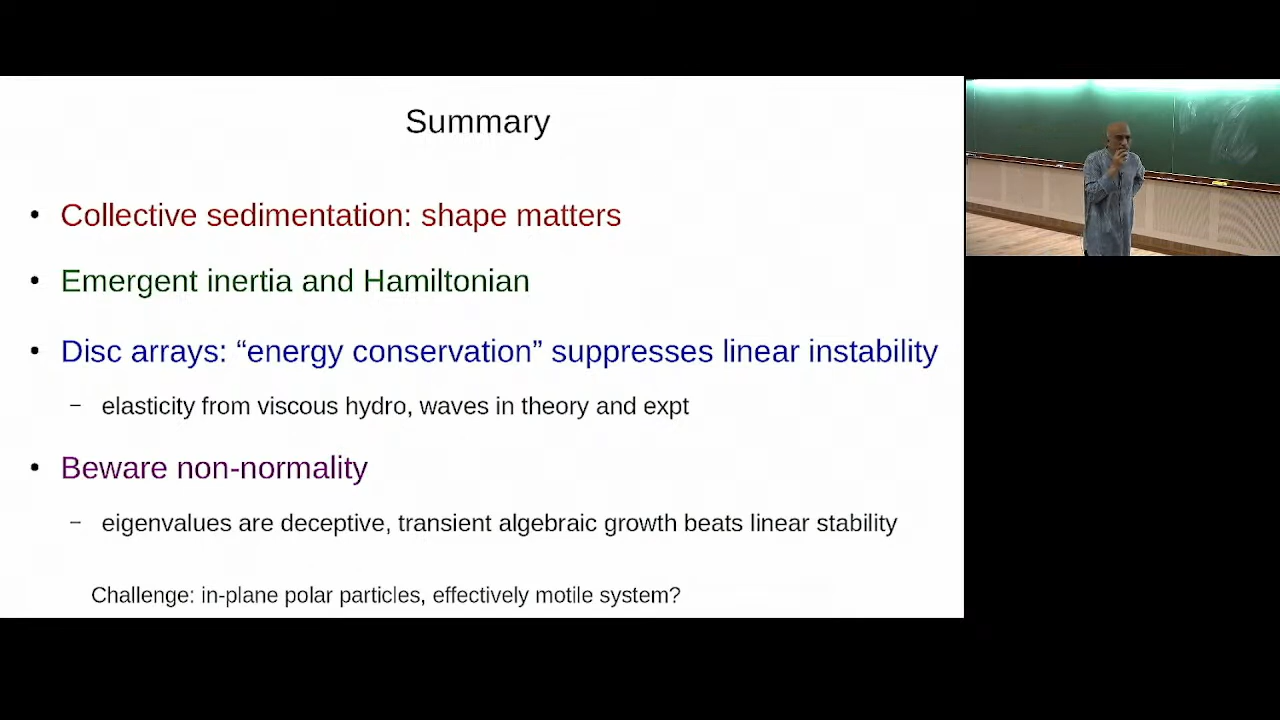 Summary
• Collective sedimentation: shape matters
• Emergent inertia and Hamiltonian
• Disc arrays: “energy conservation” suppresses linear instability
– elasticity from viscous hydro, waves in theory and expt
• Beware non-normality
– eigenvalues are deceptive, transient algebraic growth beats linear stability
Challenge: in-plane polar particles, effectively motile system?